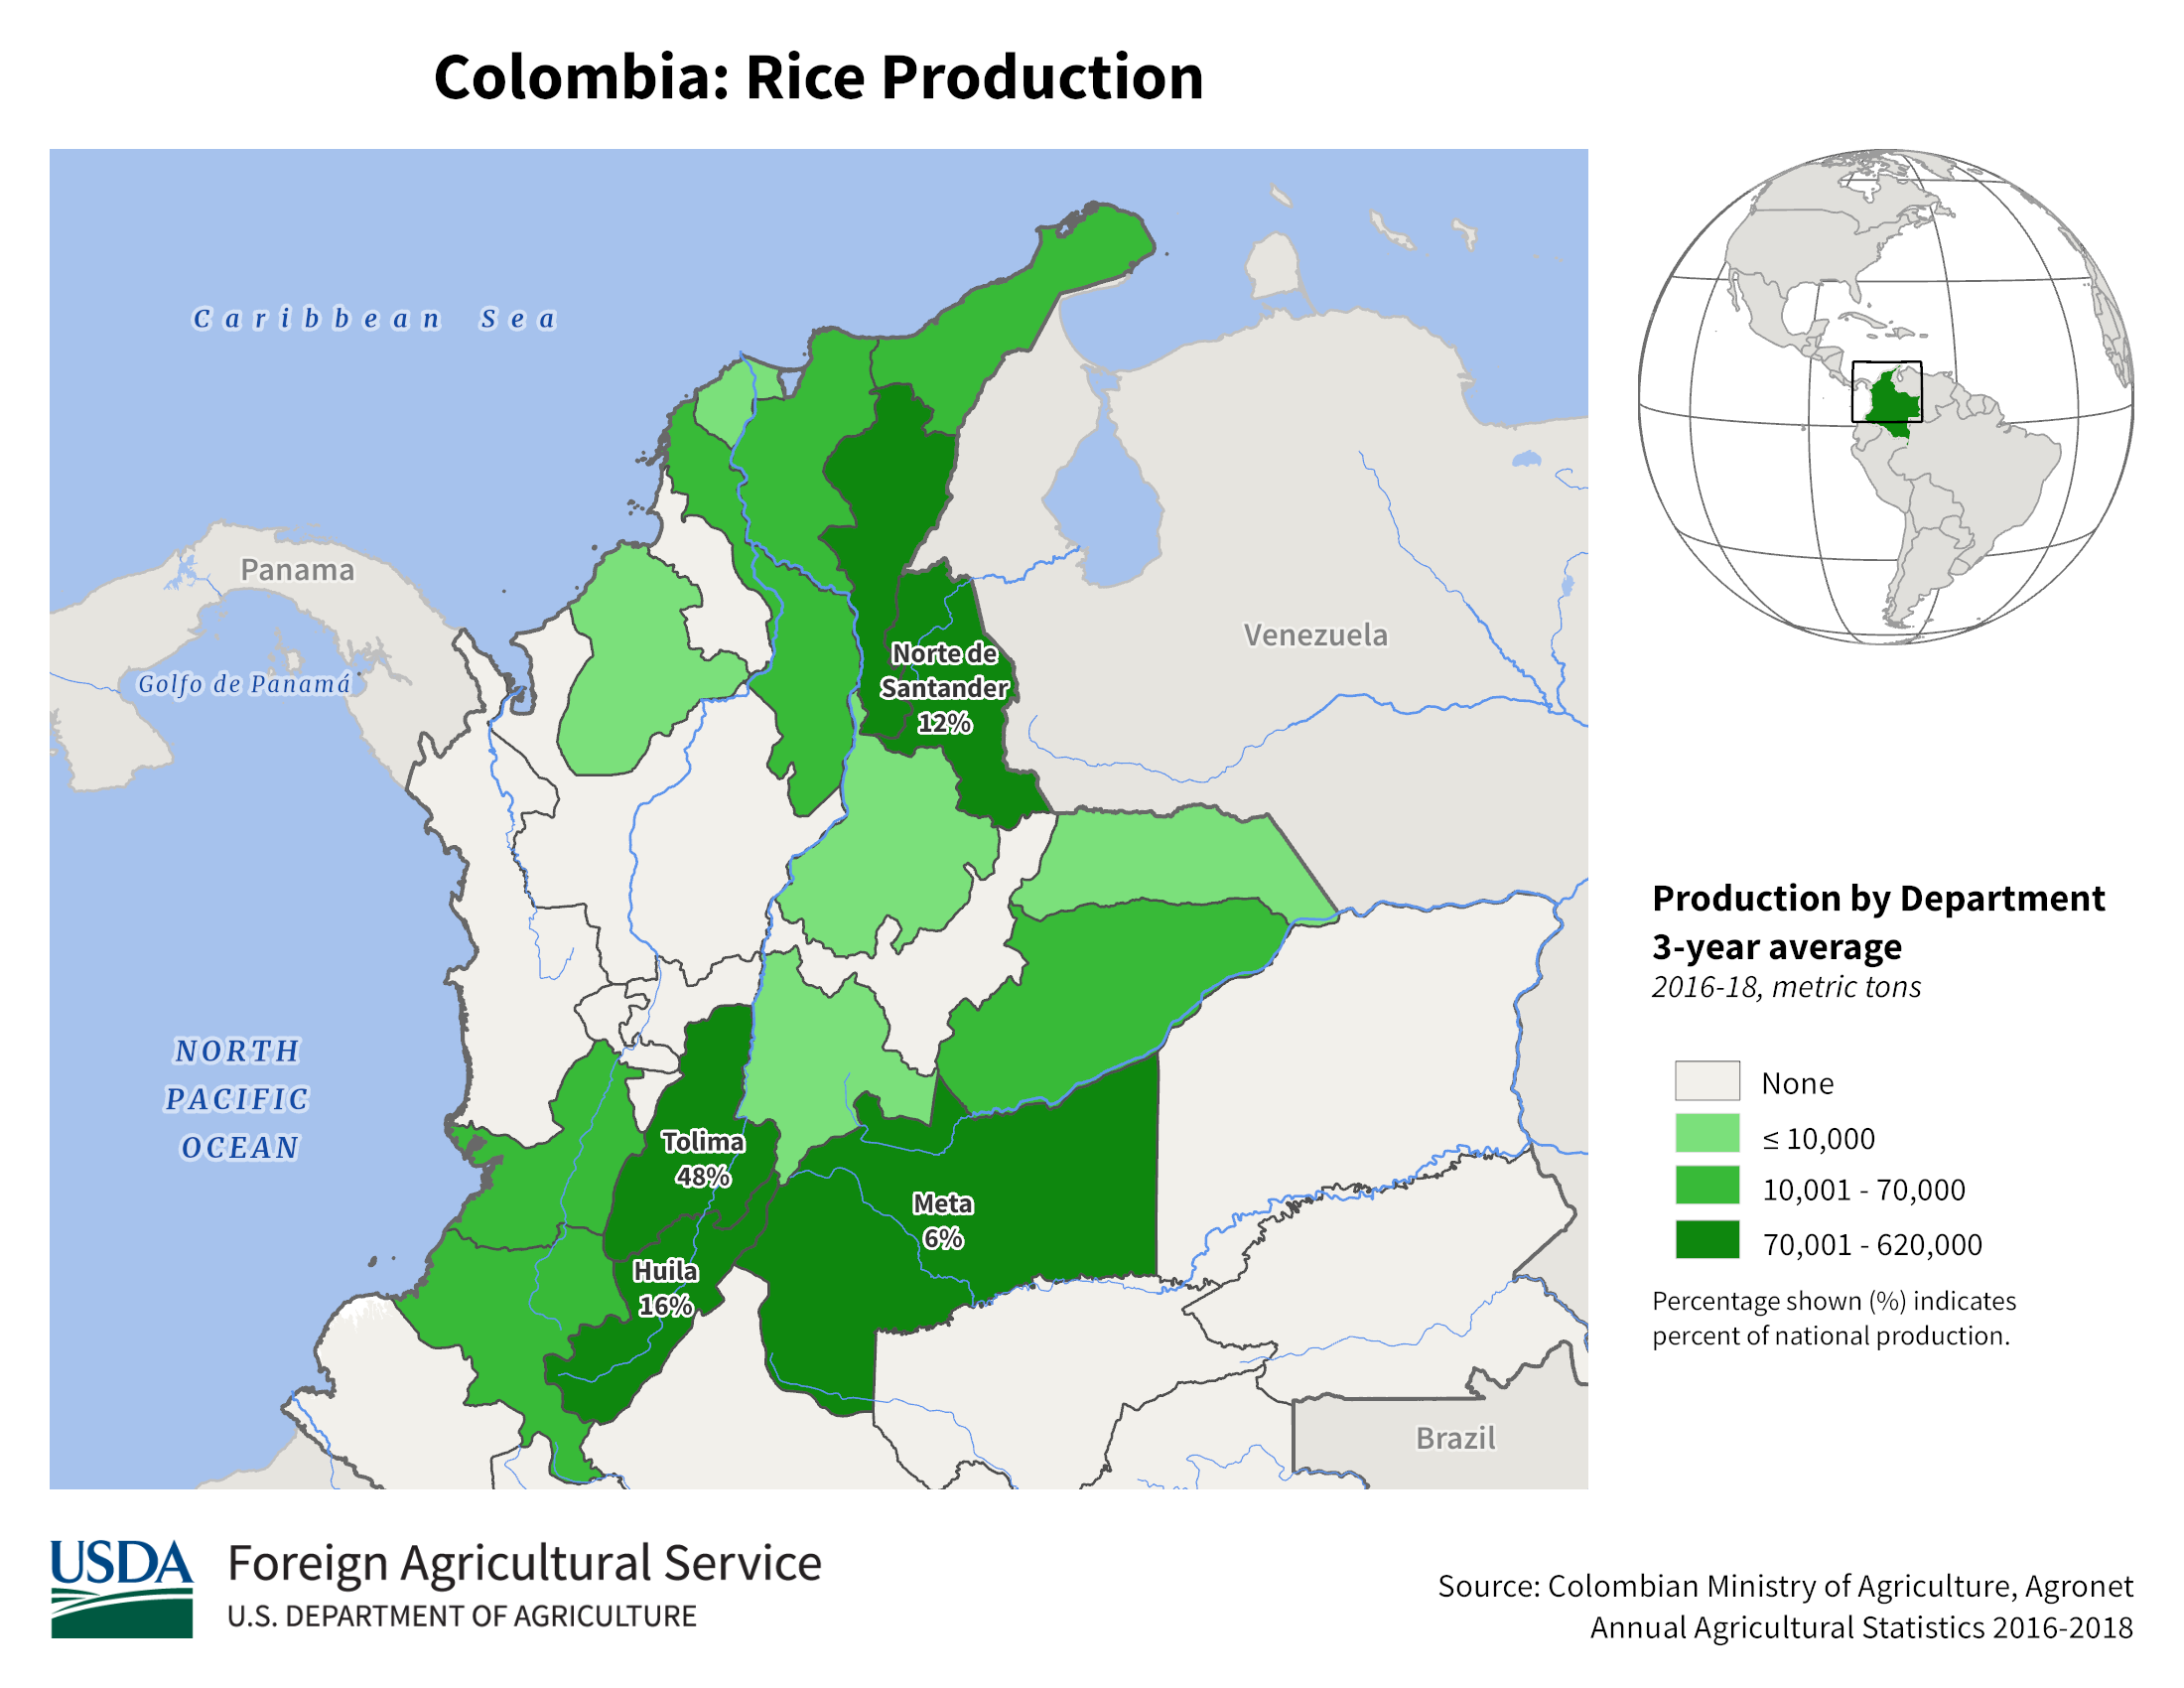 Colombia: Rice Production
Caribbean Sea
Panama
Golfo de Panamá
Venezuela
Norte de
Santander
12%
NORTH
PACIFIC
OCEAN
Tolima
48%
Meta
6%
Huila
16%
Brazil
Production by Department
3-year average
2016-18, metric tons
None
≤ 10,000
10,001 - 70,000
70,001 - 620,000
Percentage shown (%) indicates
percent of national production.
USDA
Foreign Agricultural Service
U.S. DEPARTMENT OF AGRICULTURE
Source: Colombian Ministry of Agriculture, Agronet
Annual Agricultural Statistics 2016-2018